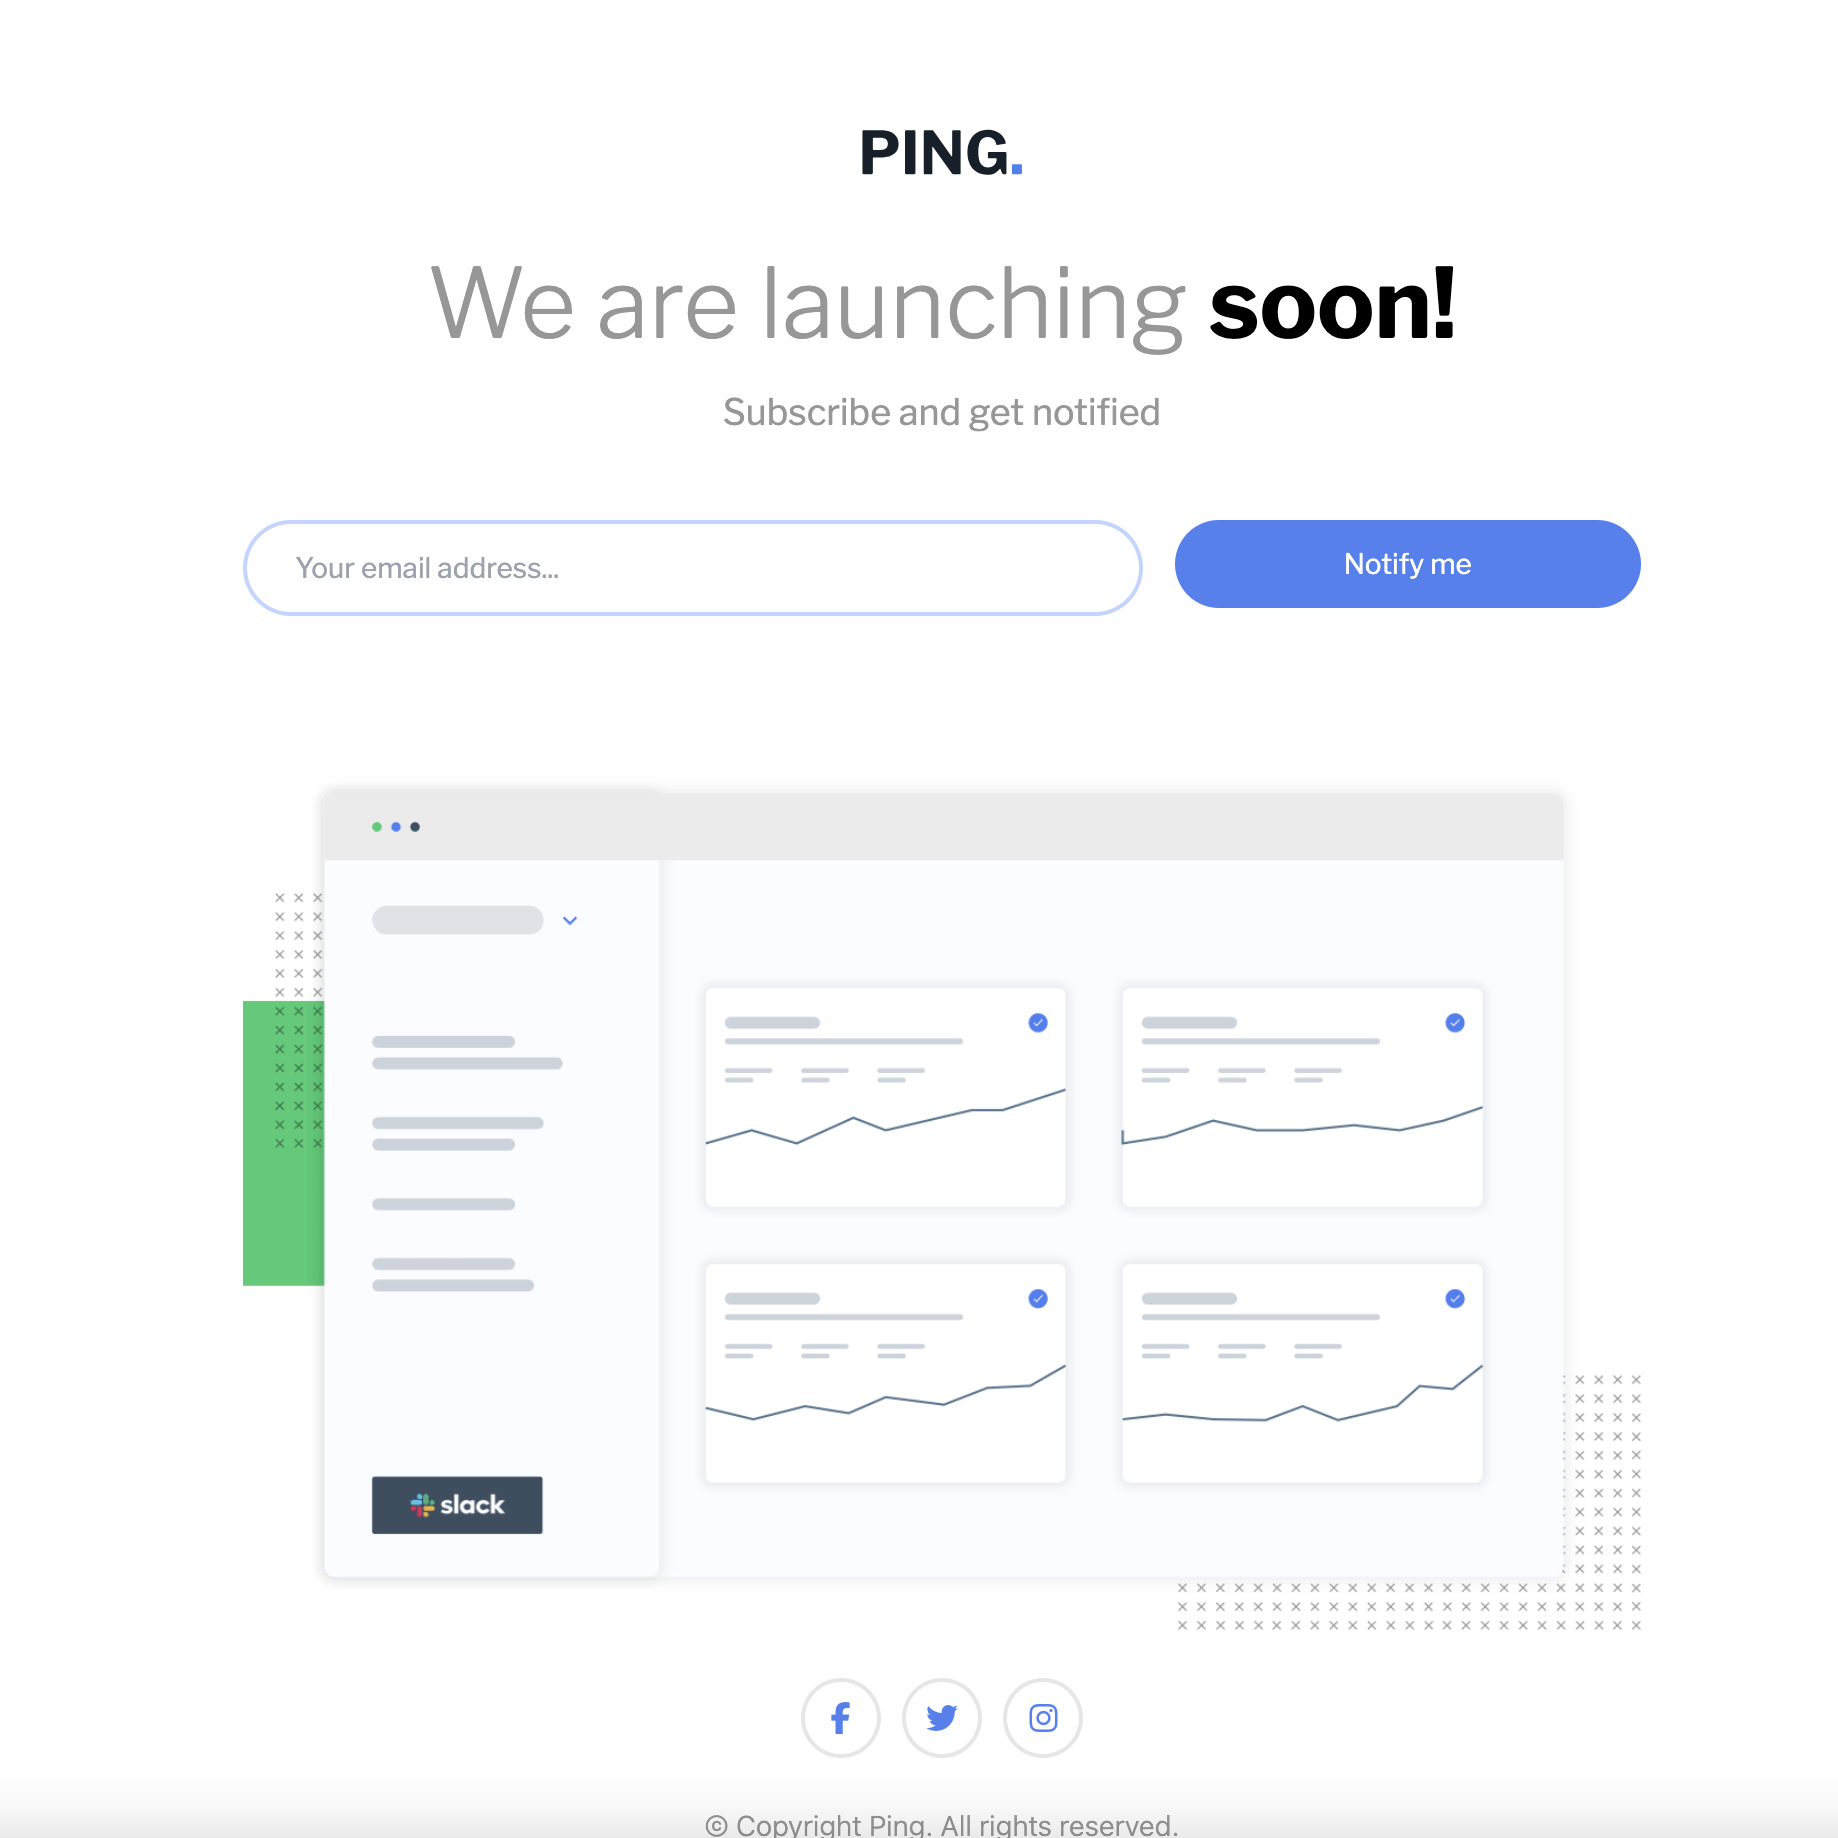 PING.
We are launching soon!
Subscribe and get notified
Your email address...
Notify me
slack
© Copyright Ping. All rights reserved.